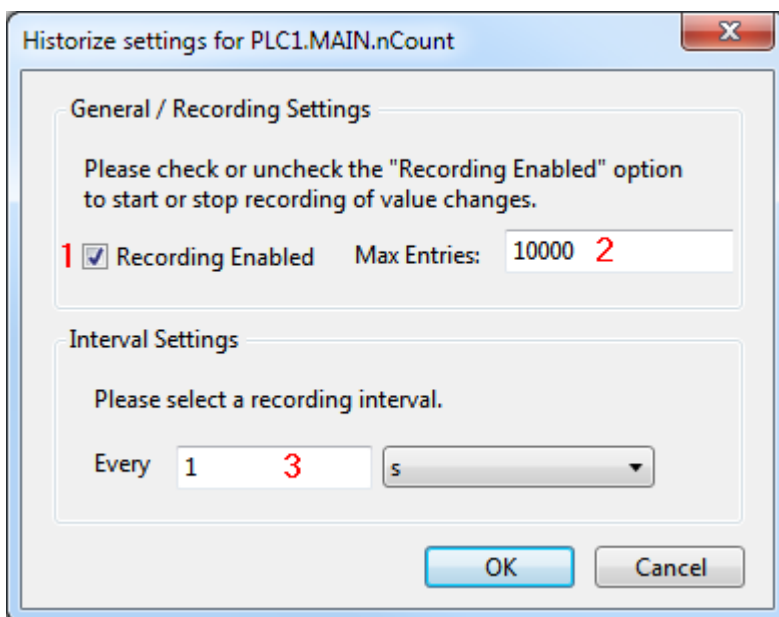 Historize settings for PLC1.MAIN.nCount
General / Recording Settings
Please check or uncheck the "Recording Enabled" option
to start or stop recording of value changes.
1 Recording Enabled Max Entries: 10000 2
Interval Settings
Please select a recording interval.
Every 1 3 s
OK Cancel